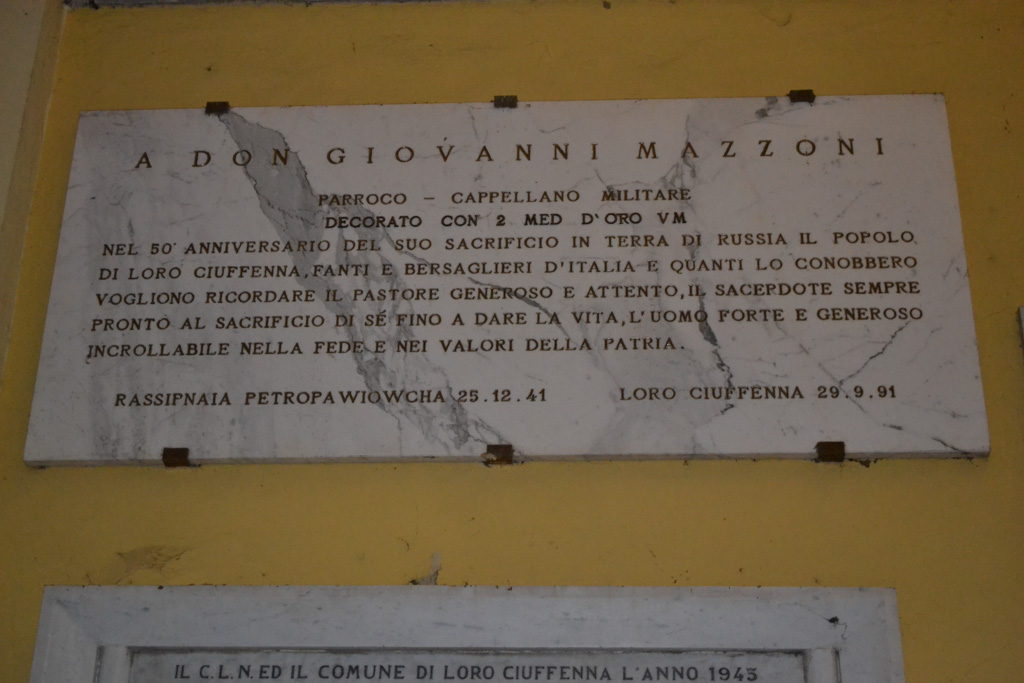 A DON GIOVANNI MAZZONI
PARROCO - CAPPELLANO MILITARE
DECORATO CON 2 MED D'ORO VM
NEL 50° ANNIVERSARIO DEL SUO SACRIFICIO IN TERRA DI RUSSIA IL POPOLO
DI LORO CIUFFENNA, FANTI E BERSAGLIERI D'ITALIA E QUANTI LO CONOBBERO
VOGLIONO RICORDARE IL PASTORE GENEROSO E ATTENTO, IL SACERDOTE SEMPRE
PRONTO AL SACRIFICIO DI SÉ FINO A DARE LA VITA, L'UOMO FORTE E GENEROSO
INCROLLABILE NELLA FEDE E NEI VALORI DELLA PATRIA.
RASSIPNAIA PETROPAWIOWCHA 25.12.41 LORO CIUFFENNA 29.9.91
IL C.L.N. ED IL COMUNE DI LORO CIUFFENNA L'ANNO 1945